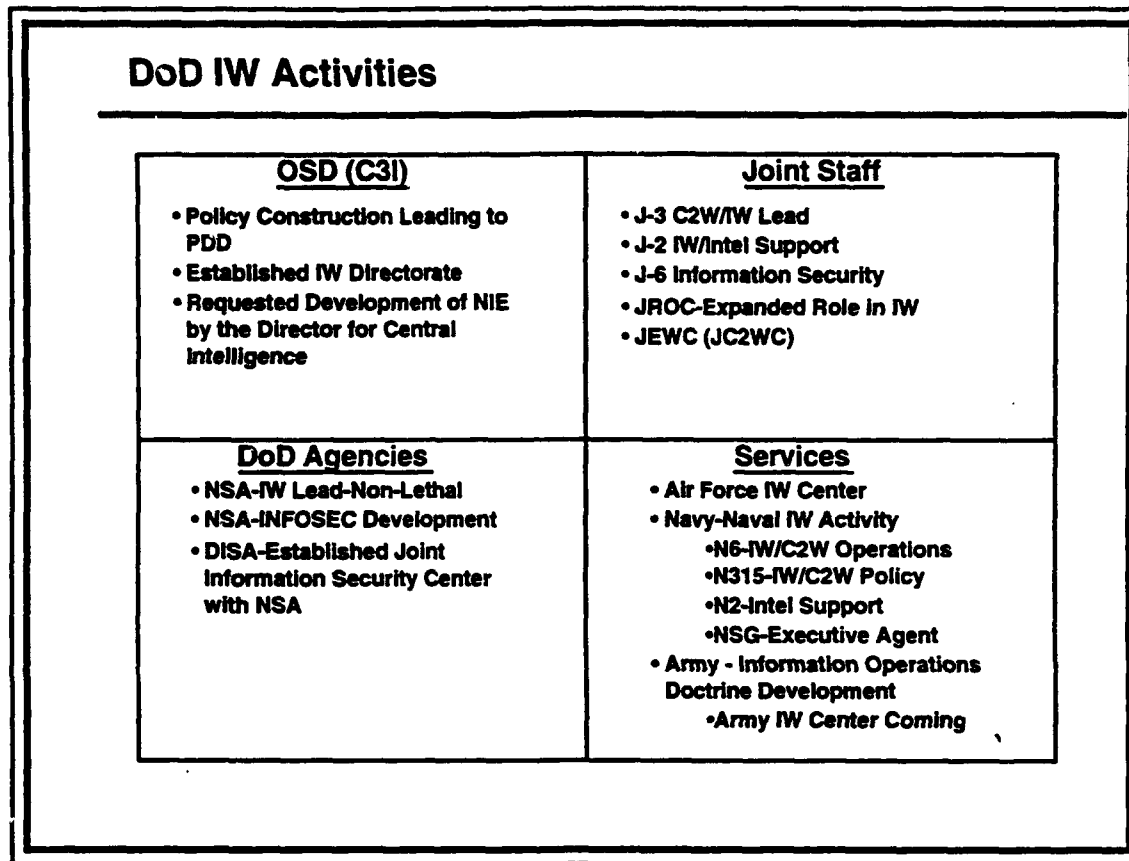 DoD IW Activities
OSD (C3I)
• Policy Construction Leading to
PDD
• Established IW Directorate
• Requested Development of NIE
by the Director for Central
Intelligence
Joint Staff
• J-3 C2W/IW Lead
• J-2 IW/Intel Support
• J-6 Information Security
• JROC-Expanded Role in IW
• JEWC (JC2WC)
DoD Agencies
• NSA-IW Lead-Non-Lethal
• NSA-INFOSEC Development
• DISA-Established Joint
Information Security Center
with NSA
Services
• Air Force IW Center
• Navy-Naval IW Activity
•N6-IW/C2W Operations
•N315-IW/C2W Policy
•N2-Intel Support
•NSG-Executive Agent
• Army - Information Operations
Doctrine Development
•Army IW Center Coming